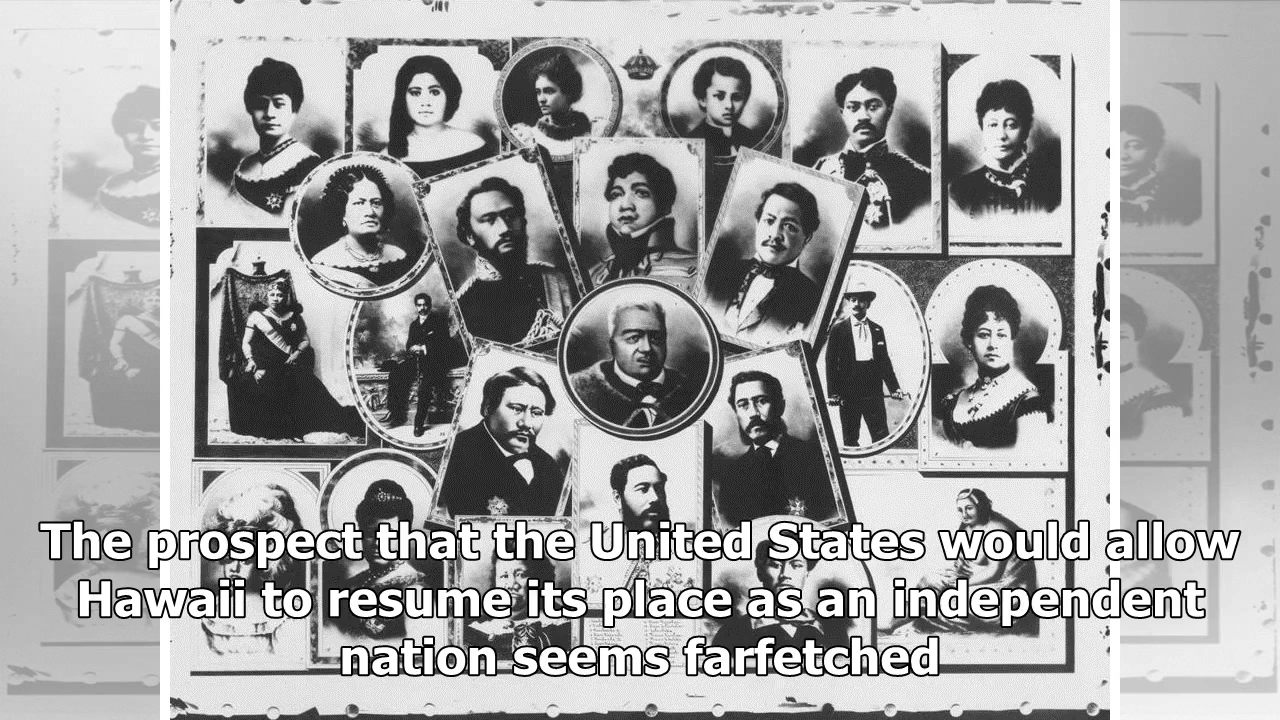 The prospect that the United States would allow
Hawaii to resume its place as an independent
nation seems farfetched